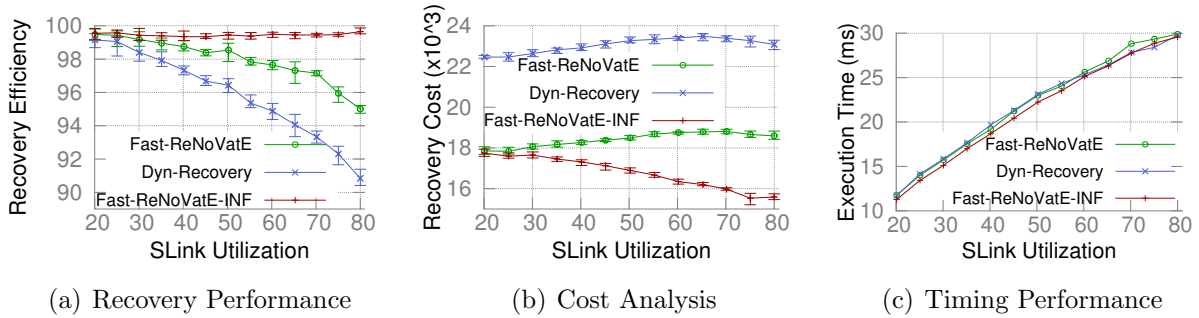 Recovery Efficiency
100
98
96
94
92
90
Fast-ReNoVatE
Dyn-Recovery
Fast-ReNoVatE-INF
20 30 40 50 60 70 80
SLink Utilization
(a) Recovery Performance
Recovery Cost (x10^3)
24
22
20
18
16
Fast-ReNoVatE
Dyn-Recovery
Fast-ReNoVatE-INF
20 30 40 50 60 70 80
SLink Utilization
(b) Cost Analysis
Execution Time (ms)
30
25
20
15
10
Fast-ReNoVatE
Dyn-Recovery
Fast-ReNoVatE-INF
20 30 40 50 60 70 80
SLink Utilization
(c) Timing Performance